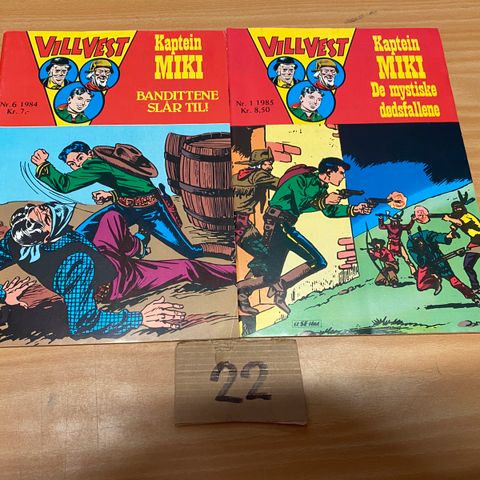 VILLVEST
Kaptein
MIKI
BANDITTENE
SLÅR TIL!
Nr. 6 1984
Kr. 7,-
VILLVEST
Kaptein
MIKI
De mystiske
dødsfallene
Nr. 1 1985
Kr. 8,50
22